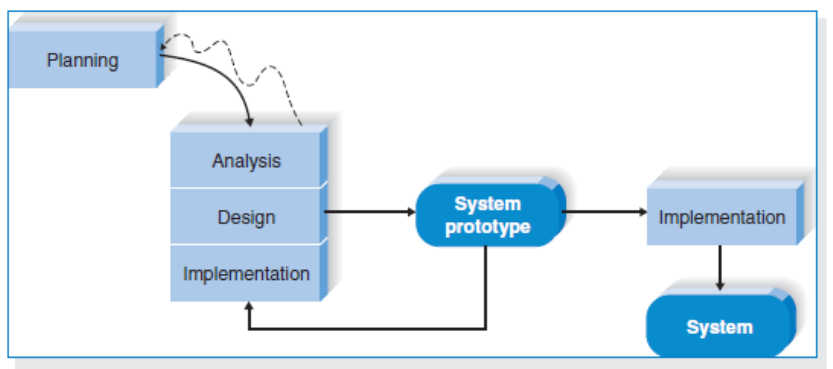 Planning
Analysis
Design
Implementation
System
prototype
Implementation
System